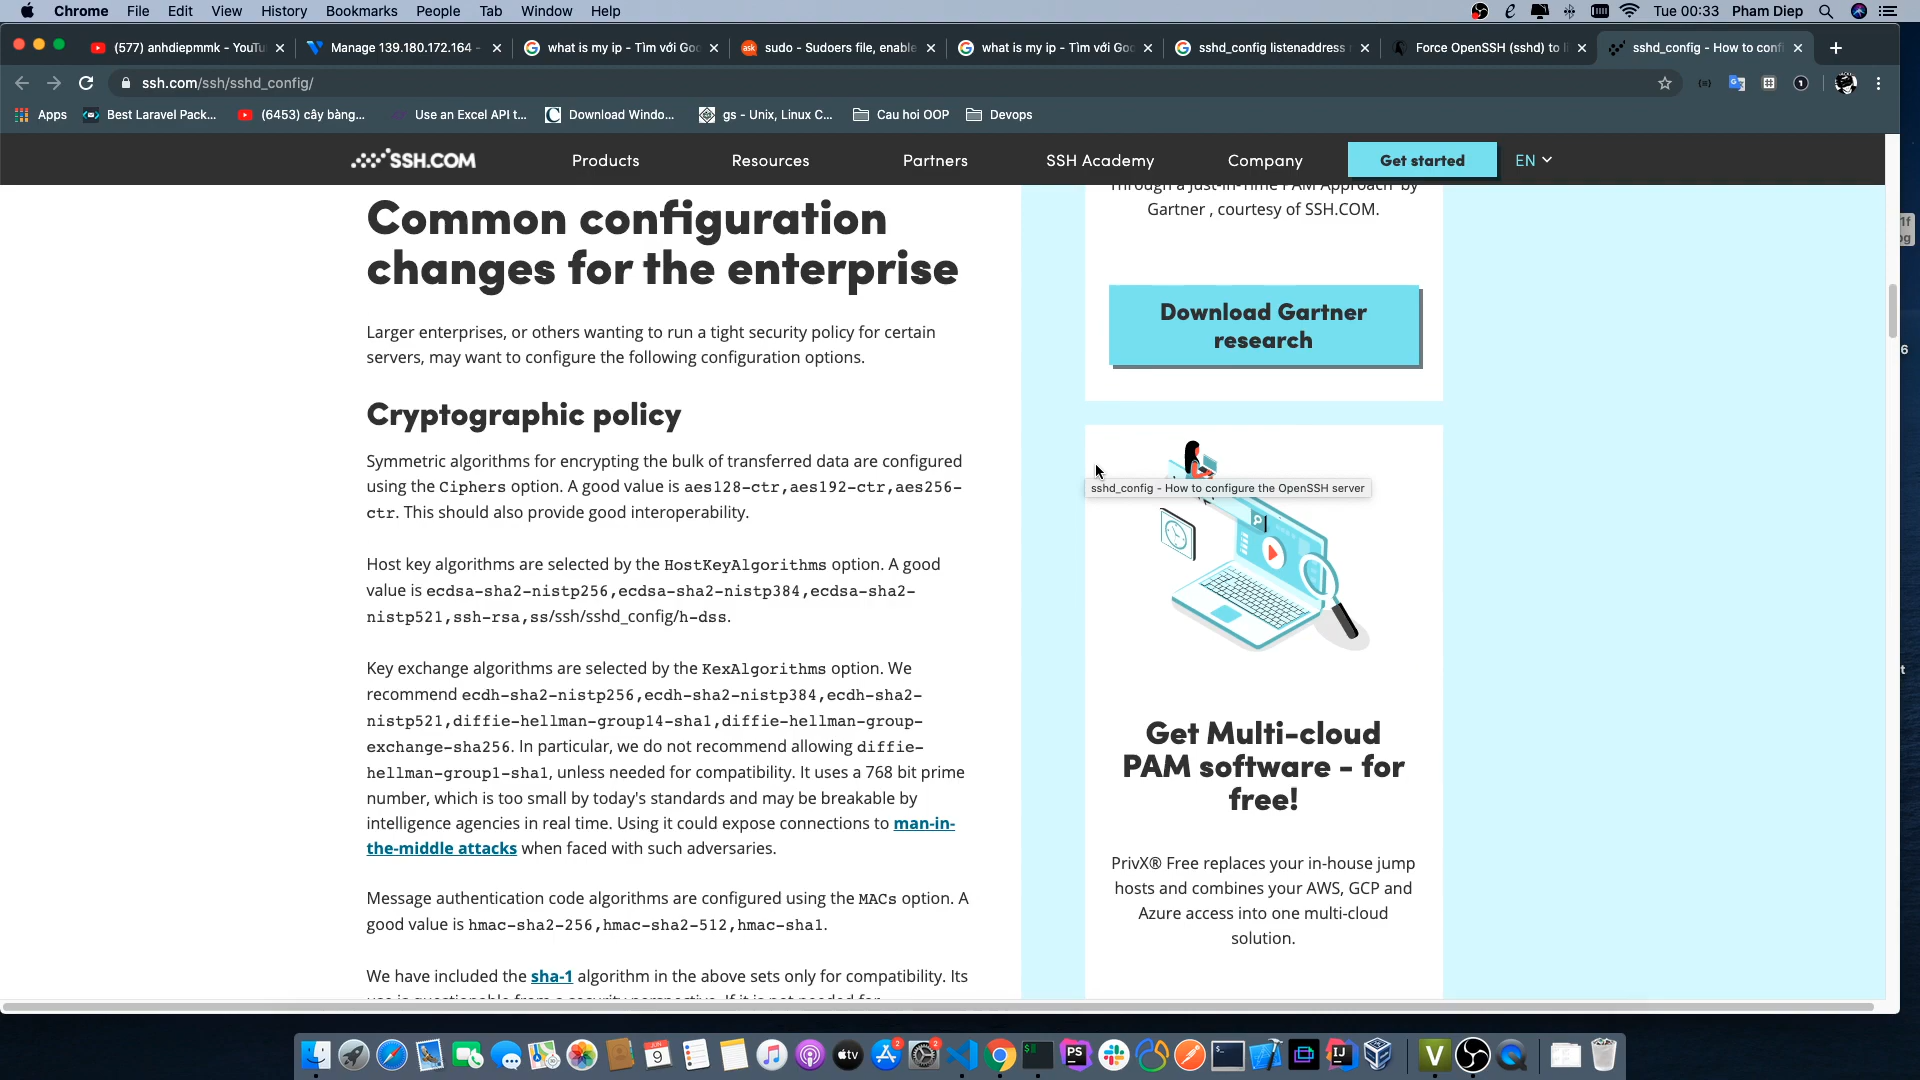 Chrome File Edit View History Bookmarks People Tab Window Help
Tue 00:33 Pham Diep
(577) anhdiepmmk - YouTu
Manage 139.180.172.164 -
what is my ip - Tìm với Goo
sudo - Sudoers file, enable
what is my ip - Tìm với Goo
sshd_config listenaddress
Force OpenSSH (sshd) to li
sshd_config - How to confi
ssh.com/ssh/sshd_config/
Apps
Best Laravel Pack...
(6453) cây bàng...
Use an Excel API t...
Download Windo...
gs - Unix, Linux C...
Cau hoi OOP
Devops
SSH.COM
Products
Resources
Partners
SSH Academy
Company
Get started
EN
Common configuration
changes for the enterprise
Larger enterprises, or others wanting to run a tight security policy for certain
servers, may want to configure the following configuration options.
Cryptographic policy
Symmetric algorithms for encrypting the bulk of transferred data are configured
using the Ciphers option. A good value is aes128-ctr,aes192-ctr,aes256-
ctr. This should also provide good interoperability.
Host key algorithms are selected by the HostKeyAlgorithms option. A good
value is ecdsa-sha2-nistp256,ecdsa-sha2-nistp384,ecdsa-sha2-
nistp521,ssh-rsa,ss/ssh/sshd_config/h-dss.
Key exchange algorithms are selected by the KexAlgorithms option. We
recommend ecdh-sha2-nistp256,ecdh-sha2-nistp384,ecdh-sha2-
nistp521,diffie-hellman-group14-sha1,diffie-hellman-group-
exchange-sha256. In particular, we do not recommend allowing diffie-
hellman-group1-sha1, unless needed for compatibility. It uses a 768 bit prime
number, which is too small by today's standards and may be breakable by
intelligence agencies in real time. Using it could expose connections to man-in-
the-middle attacks when faced with such adversaries.
Message authentication code algorithms are configured using the MACs option. A
good value is hmac-sha2-256,hmac-sha2-512,hmac-sha1.
We have included the sha-1 algorithm in the above sets only for compatibility. Its
Through a Just-in-Time PAM Approach' by
Gartner , courtesy of SSH.COM.
Download Gartner
research
sshd_config - How to configure the OpenSSH server
Get Multi-cloud
PAM software - for
free!
PrivX® Free replaces your in-house jump
hosts and combines your AWS, GCP and
Azure access into one multi-cloud
solution.